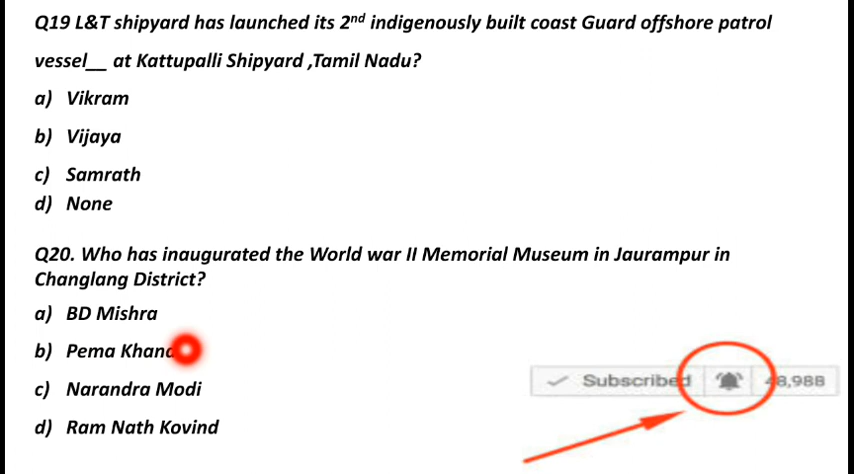 Q19 L&T shipyard has launched its 2nd indigenously built coast Guard offshore patrol
vessel__ at Kattupalli Shipyard ,Tamil Nadu?
a) Vikram
b) Vijaya
c) Samrath
d) None
Q20. Who has inaugurated the World war II Memorial Museum in Jaurampur in
Changlang District?
a) BD Mishra
b) Pema
c) Narandra Modi
d) Ram Nath Kovind
Subscribed